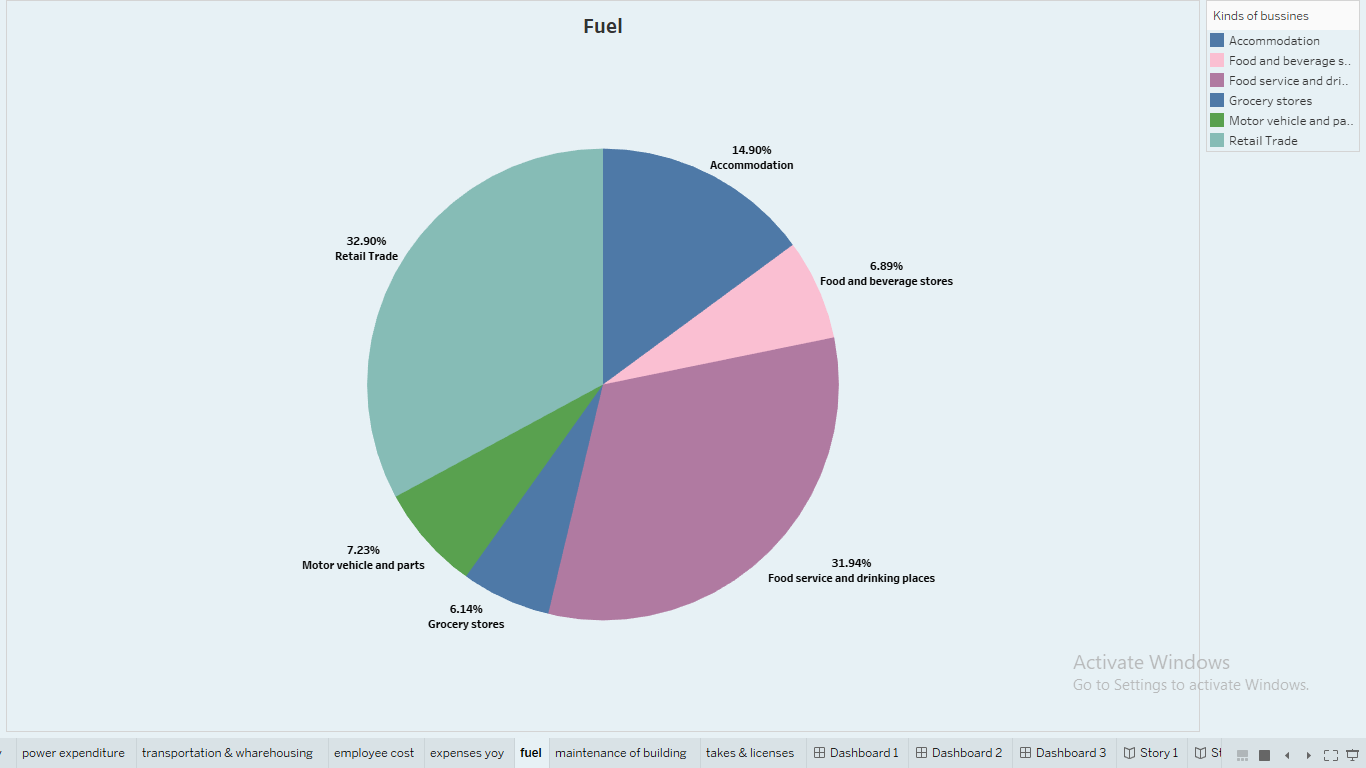 Fuel
Kinds of bussines
Accommodation
Food and beverage s..
Food service and dri..
Grocery stores
Motor vehicle and pa..
Retail Trade
14.90%
Accommodation
32.90%
Retail Trade
6.89%
Food and beverage stores
7.23%
Motor vehicle and parts
31.94%
Food service and drinking places
6.14%
Grocery stores
Activate Windows
Go to Settings to activate Windows.
power expenditure transportation & wharehousing employee cost expenses yoy fuel maintenance of building takes & licenses Dashboard 1 Dashboard 2 Dashboard 3 Story 1